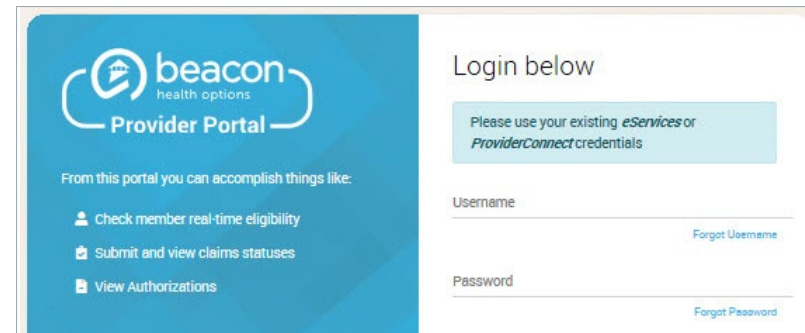 beacon
health options
Provider Portal
From this portal you can accomplish things like:
Check member real-time eligibility
Submit and view claims statuses
View Authorizations
Login below
Please use your existing eServices or
ProviderConnect credentials
Username
Forgot Username
Password
Forgot Password